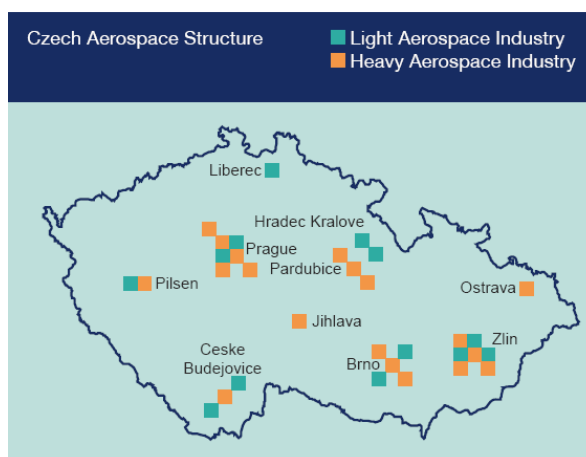 Czech Aerospace Structure
Light Aerospace Industry
Heavy Aerospace Industry
Liberec
Hradec Kralove
Prague
Pardubice
Pilsen
Ostrava
Jihlava
Zlin
Ceske
Budejovice
Brno